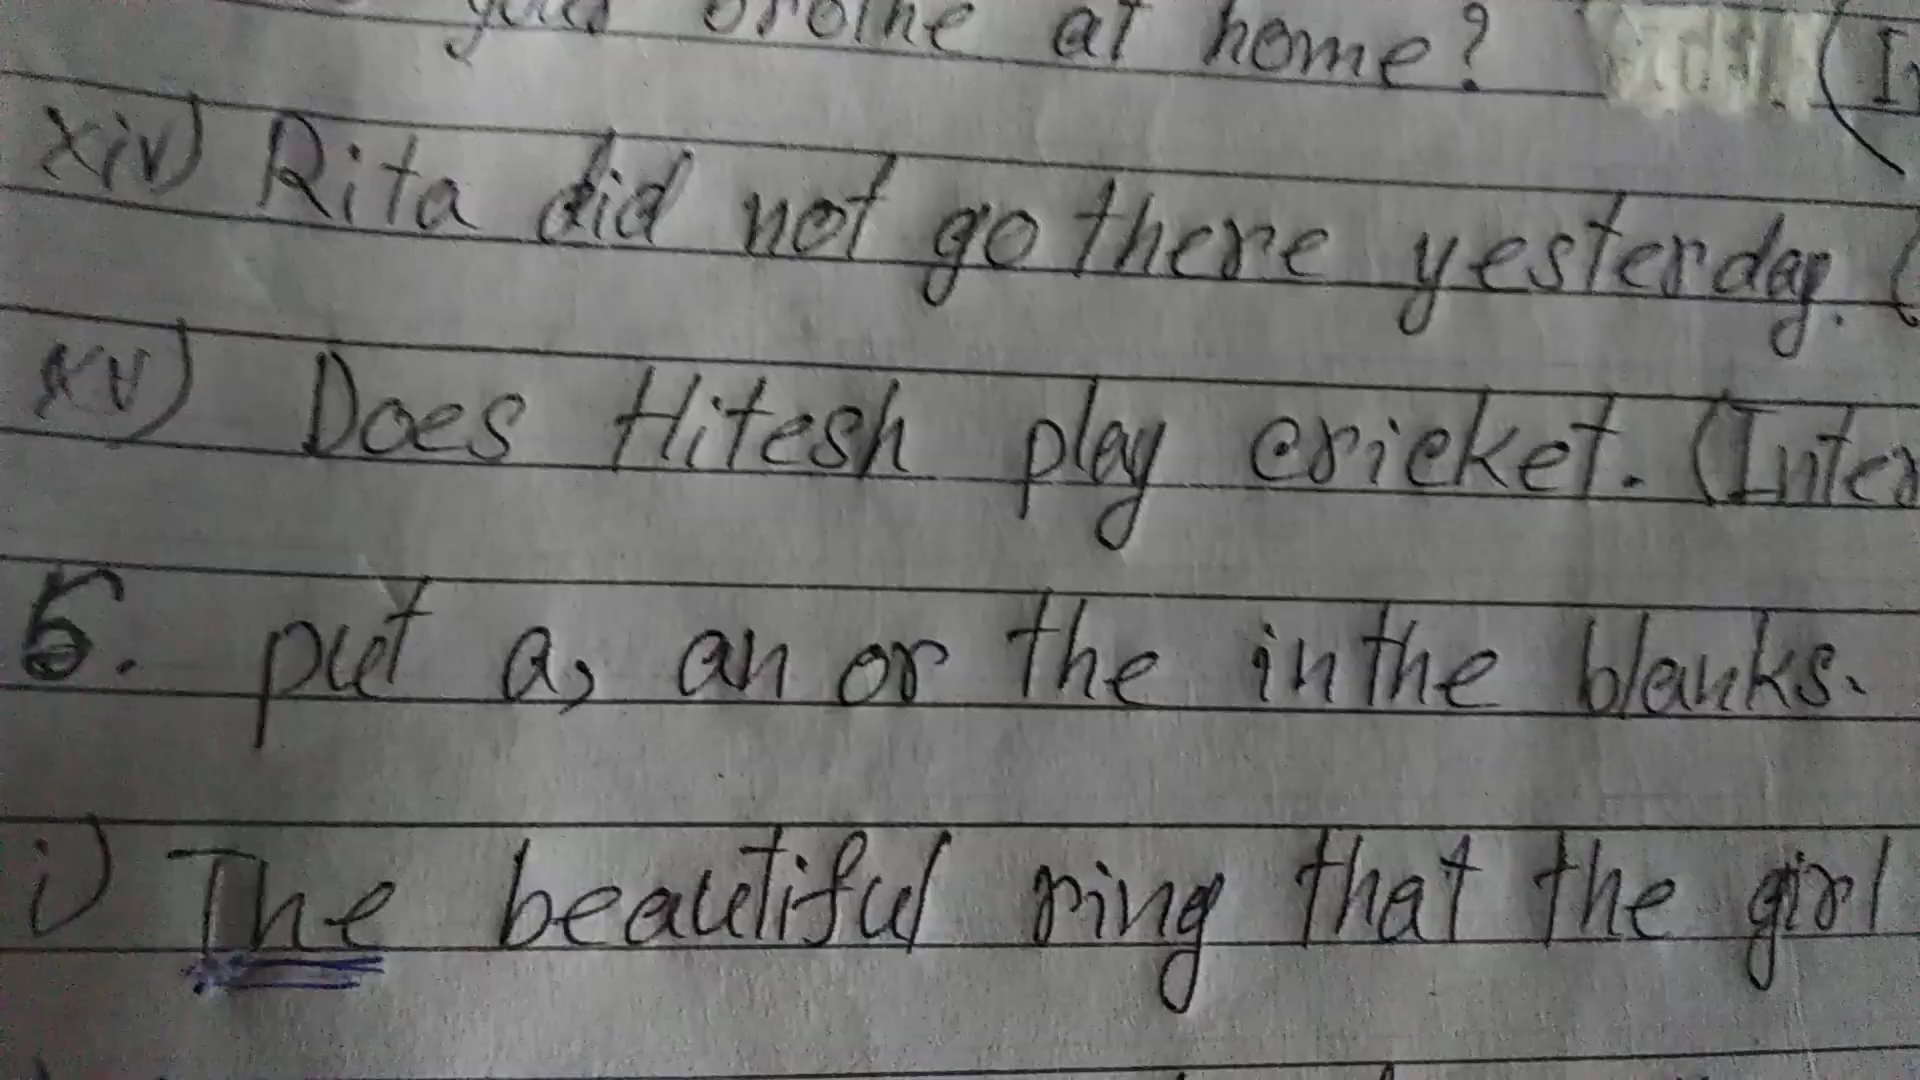 at home? (I
xiv) Rita did not go there yesterday. (
xv) Does Hitesh play cricket. (Inter
5. put a, an or the in the blanks.
i) The beautiful ring that the girl